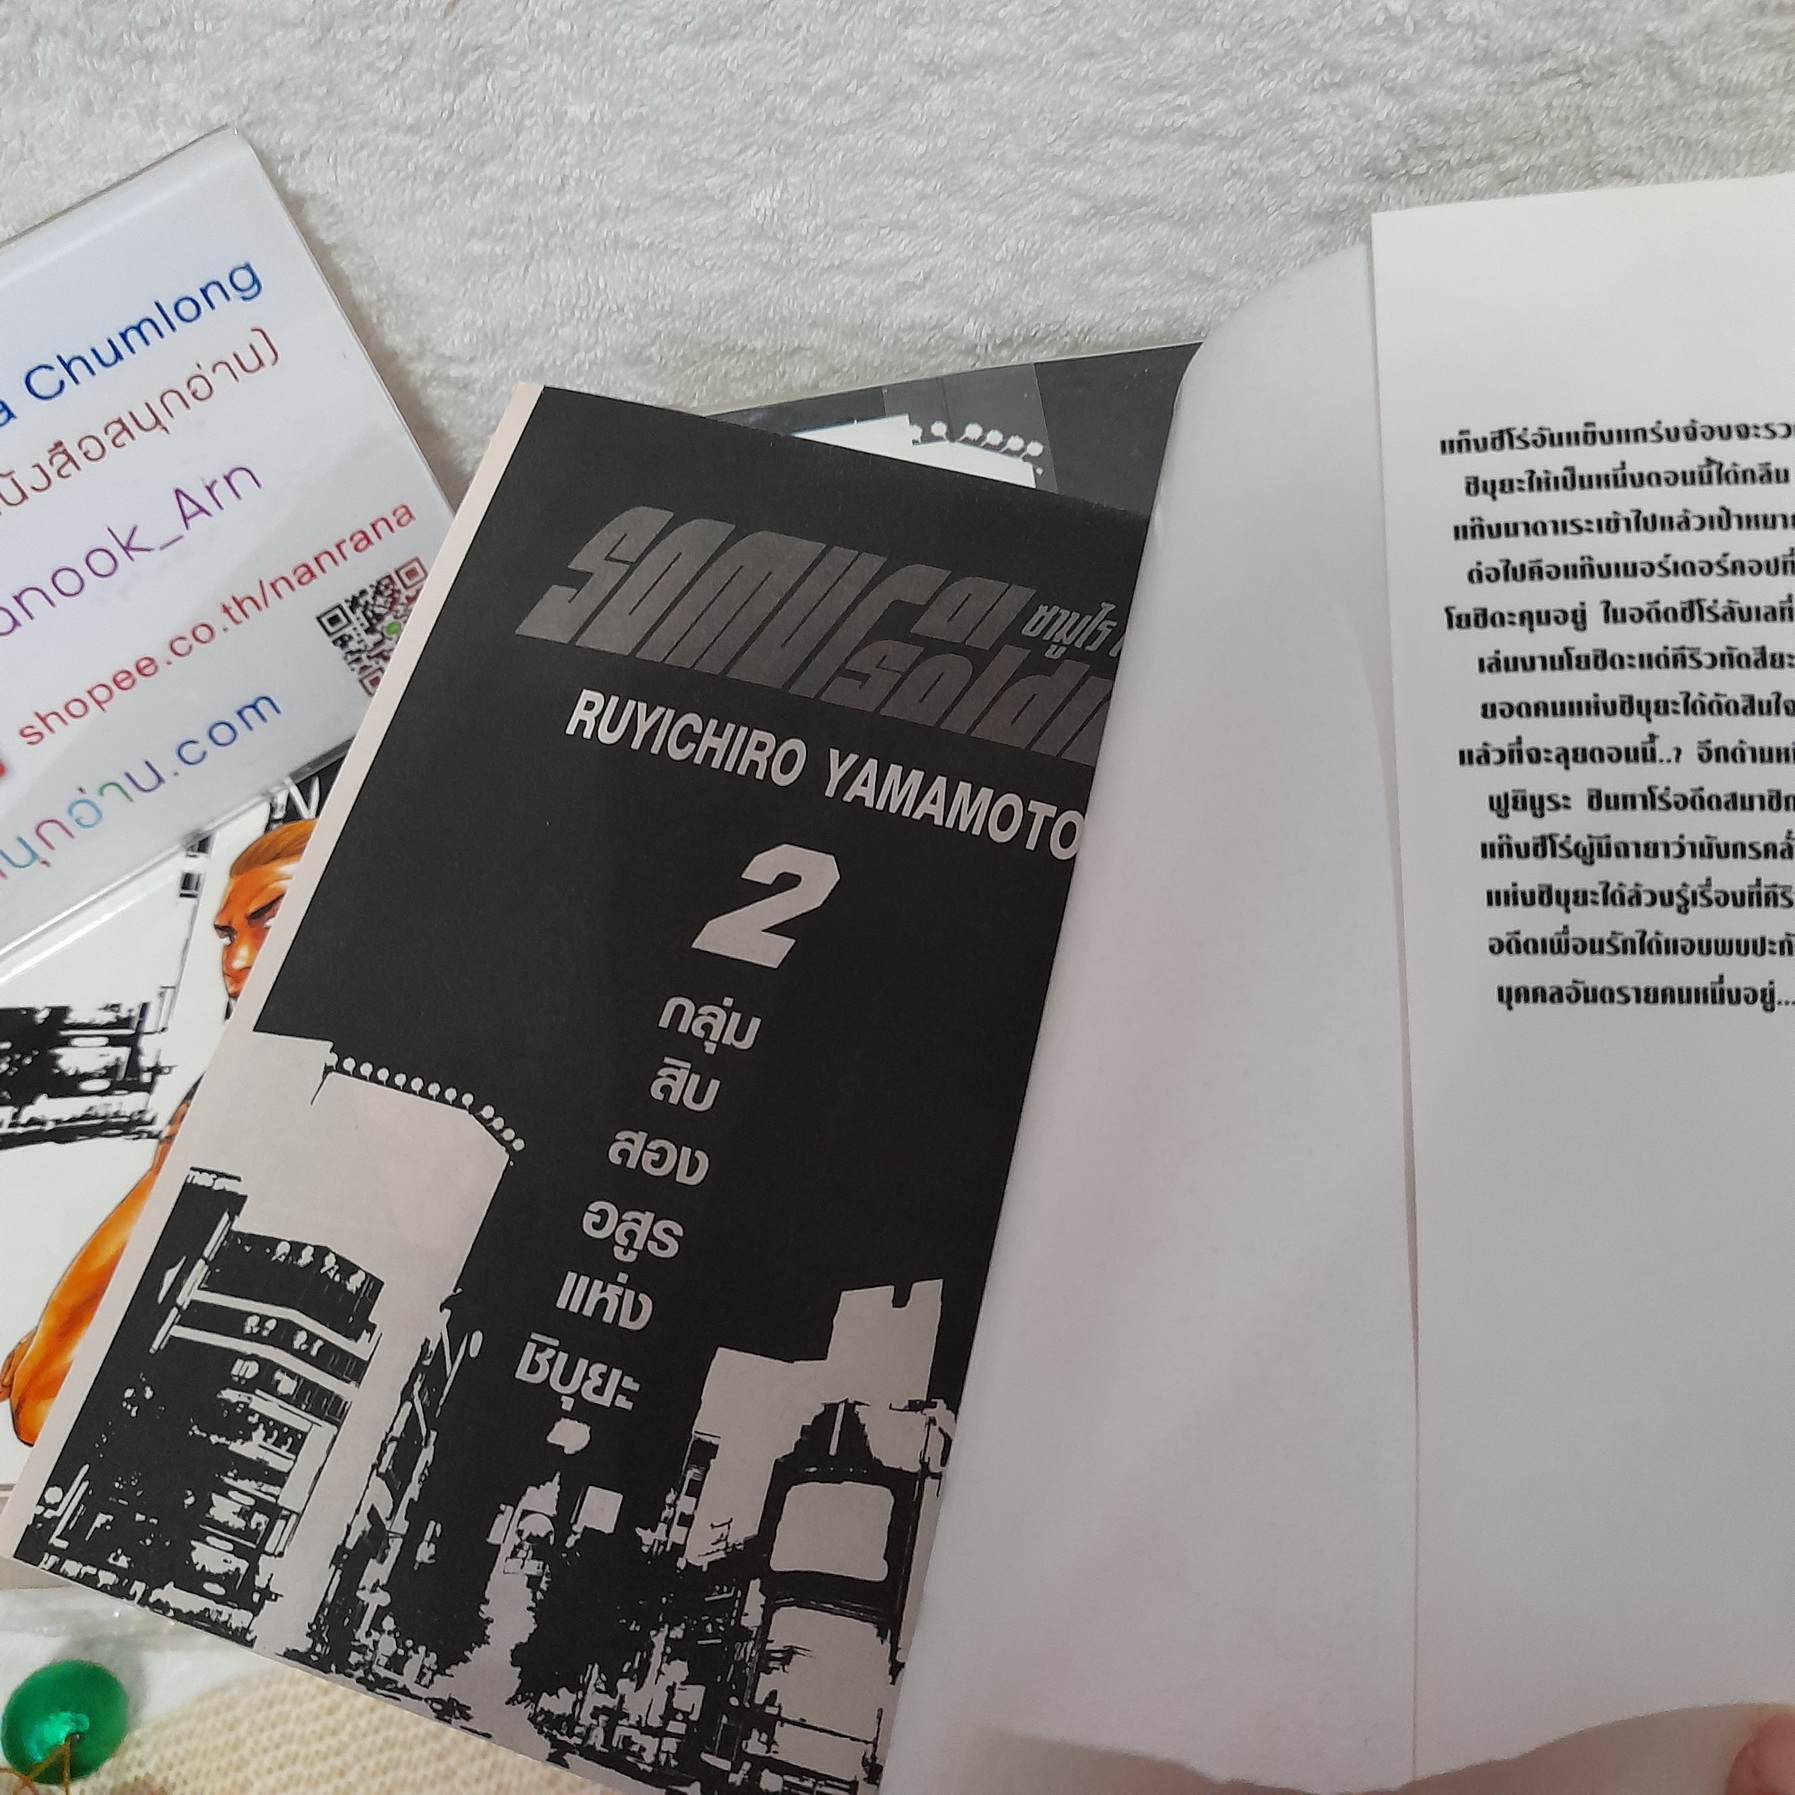 Chumlong
นังสือสนุกอ่าน)
anook_Arn
shopee.co.th/nanrana
นุกอ่าน.com
Samurai
ซามูไร
RUYICHIRO YAMAMOTO
2
กลุ่ม
สิบ
สอง
อสูร
แห่ง
ชิบุยะ
แก็งฮีโร่อันแข็งแกร่งจ้องจะรวม
ชิบุยะให้เป็นหนึ่งตอนนี้ได้กลืน
แก๊งนาดาเระเข้าไปแล้วเป้าหมาย
ต่อไปคือแก๊งเมอร์เดอร์คอปที่
โยชิดะคุมอยู่ ในอดีตฮีโร่ลังเลที่
เล่นงานโยชิดะแต่คีริวทัตสึยะ
ยอดคนแห่งชิบุยะได้ตัดสินใจ
แล้วที่จะลุยตอนนี้..? อีกด้าน
ฟูยิมูระ ชินทาโร่อดีตสมาชิก
แก๊งฮีโร่ผู้มีฉายาว่ามังกรคลั่
แห่งชิบุยะได้ล้วงรู้เรื่องที่คีริ
อดีตเพื่อนรักได้แอบพบปะกั
บุคคลอันตรายคนหนึ่งอยู่...